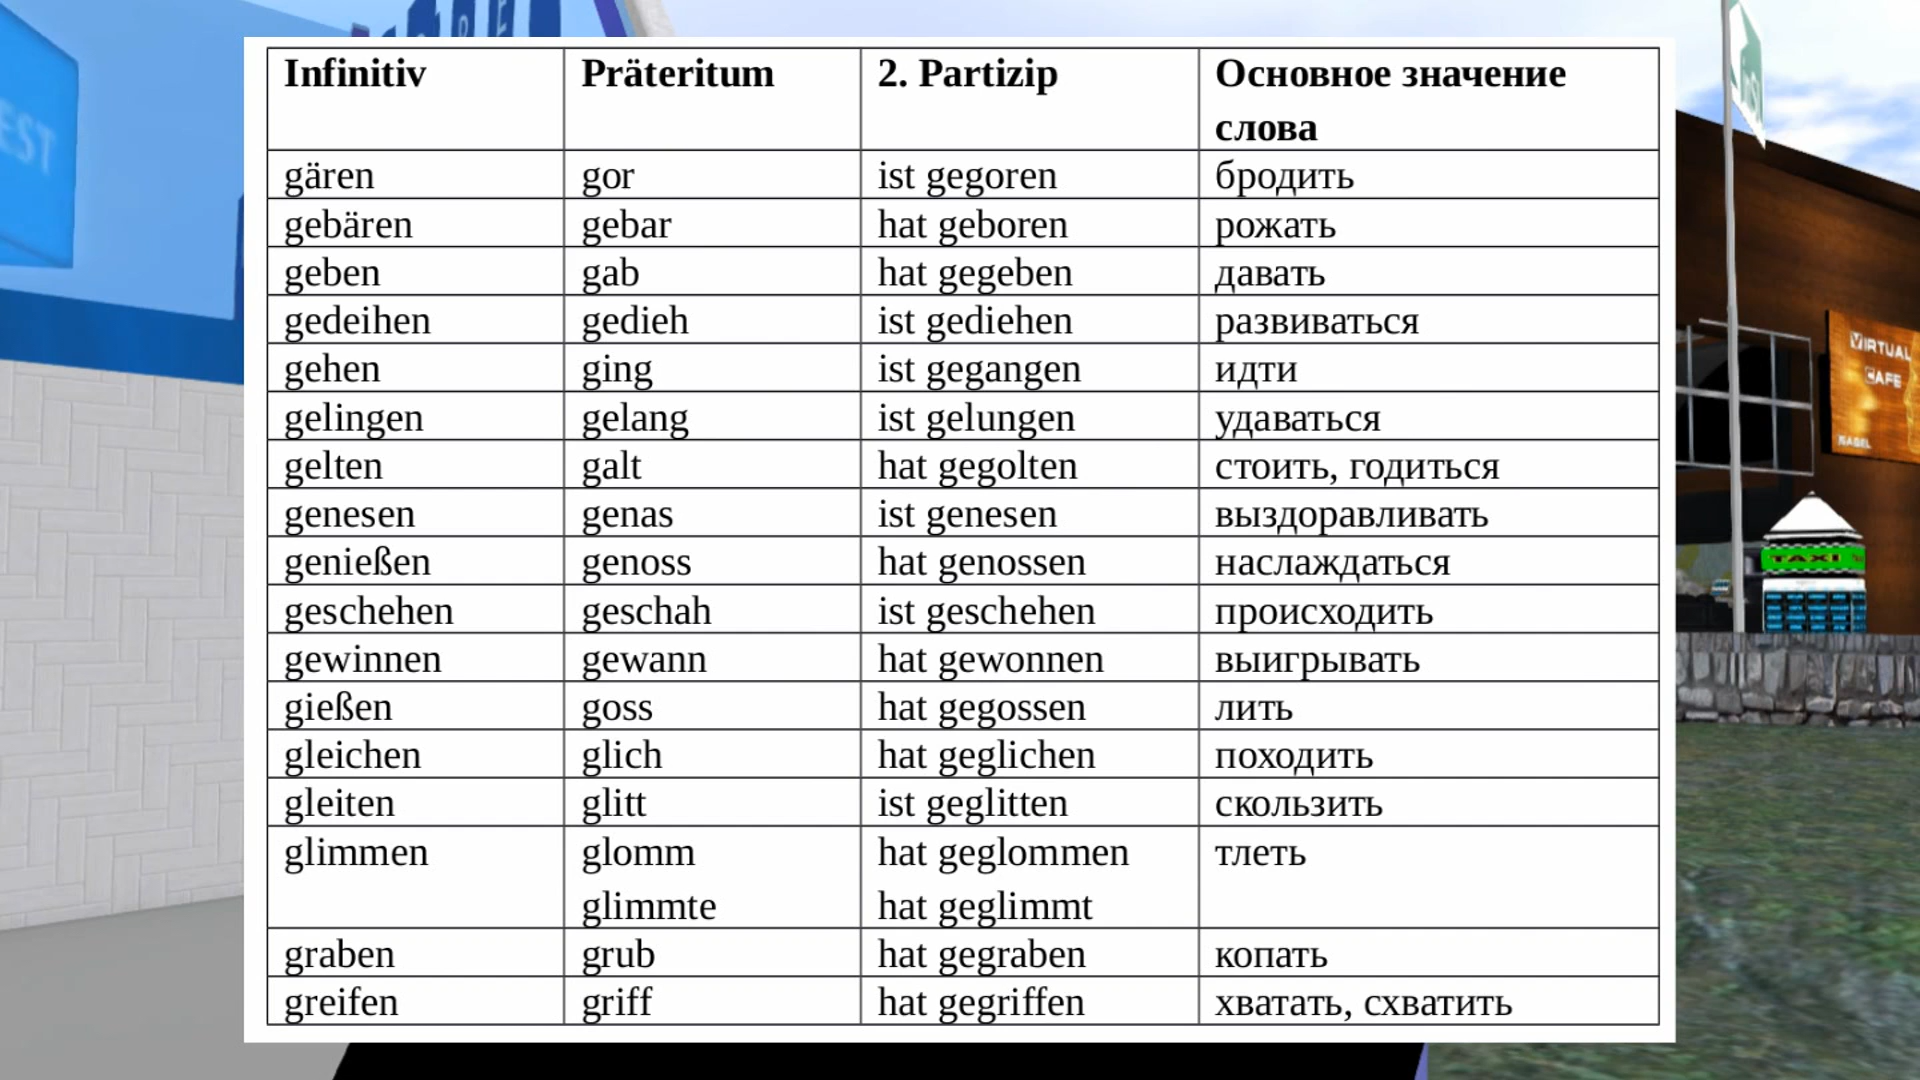 EST
Infinitiv Präteritum 2. Partizip Основное значение
слова
gären gor ist gegoren бродить
gebären gebar hat geboren рожать
geben gab hat gegeben давать
gedeihen gedieh ist gediehen развиваться
gehen ging ist gegangen идти
gelingen gelang ist gelungen удаваться
gelten galt hat gegolten стоить, годиться
genesen genas ist genesen выздоравливать
genießen genoss hat genossen наслаждаться
geschehen geschah ist geschehen происходить
gewinnen gewann hat gewonnen выигрывать
gießen goss hat gegossen лить
gleichen glich hat geglichen походить
gleiten glitt ist geglitten скользить
glimmen glomm hat geglommen тлеть
glimmte hat geglimmt
graben grub hat gegraben копать
greifen griff hat gegriffen хватать, схватить
VIRTUAL
CAFE
TAXI